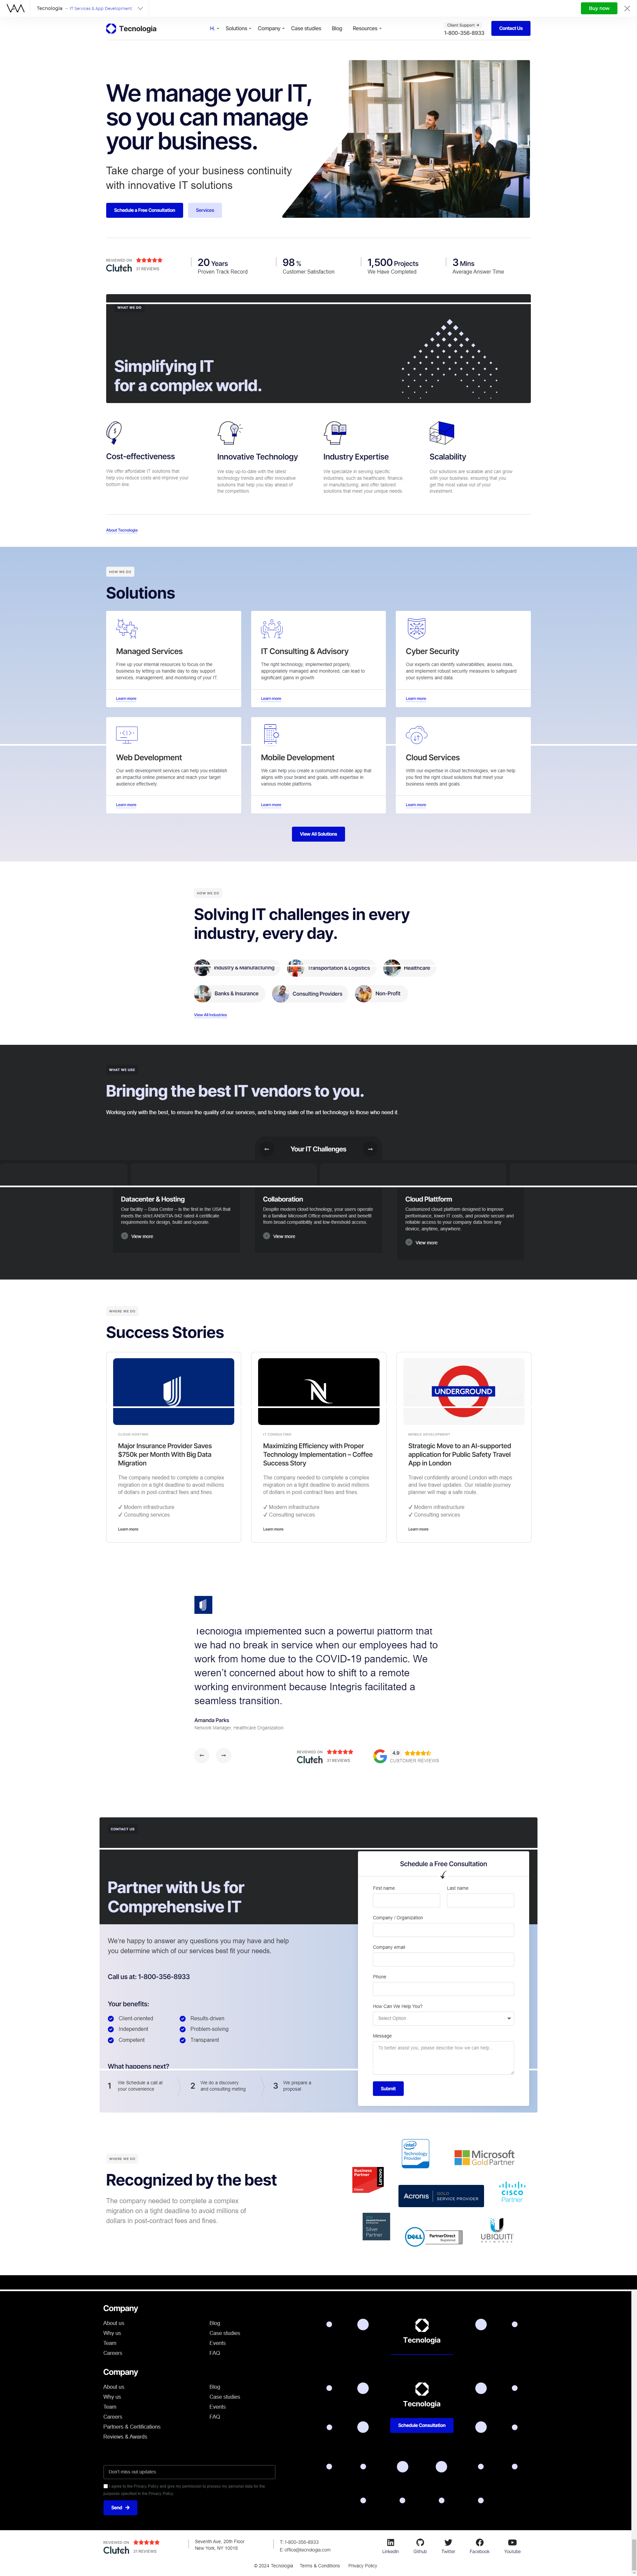 Tecnologia – IT Services & App Development
Buy now
Tecnologia
H.
Solutions
Company
Case studies
Blog
Resources
Client Support
1-800-356-8933
Contact Us
We manage your IT,
so you can manage
your business.
Take charge of your business continuity
with innovative IT solutions
Schedule a Free Consultation
Services
REVIEWED ON
Clutch
31 REVIEWS
20 Years
Proven Track Record
98 %
Customer Satisfaction
1,500 Projects
We Have Completed
3 Mins
Average Answer Time
WHAT WE DO
Simplifying IT
for a complex world.
Cost-effectiveness
We offer affordable IT solutions that
help you reduce costs and improve your
bottom line.
Innovative Technology
We stay up-to-date with the latest
technology trends and offer innovative
solutions that help you stay ahead of
the competition.
Industry Expertise
We specialize in serving specific
industries, such as healthcare, finance,
or manufacturing, and offer tailored
solutions that meet your unique needs.
Scalability
Our solutions are scalable and can grow
with your business, ensuring that you
get the most value out of your
investment.
About Tecnologia
HOW WE DO
Solutions
Managed Services
Free up your internal resources to focus on the
business by letting us handle day to day support
services, management, and monitoring of your IT.
Learn more
IT Consulting & Advisory
The right technology, implemented properly,
appropriately managed and monitored, can lead to
significant gains in growth
Learn more
Cyber Security
Our experts can identify vulnerabilities, assess risks,
and implement robust security measures to safeguard
your systems and data.
Learn more
Web Development
Our web development services can help you establish
an impactful online presence and reach your target
audience effectively.
Learn more
Mobile Development
We can help you create a customized mobile app that
aligns with your brand and goals, with expertise in
various mobile platforms
Learn more
Cloud Services
With our expertise in cloud technologies, we can help
you find the right cloud solutions that meet your
business needs and goals
Learn more
View All Solutions
HOW WE DO
Solving IT challenges in every
industry, every day.
Industry & Manufacturing
Transportation & Logistics
Healthcare
Banks & Insurance
Consulting Providers
Non-Profit
View All Industries
WHAT WE USE
Bringing the best IT vendors to you.
Working only with the best, to ensure the quality of our services, and to bring state of the art technology to those who need it.
Your IT Challenges
Datacenter & Hosting
Our facility – Data Center – is the first in the USA that
meets the strict ANSI/TIA-942 rated 4 certificate
requirements for design, build and operate.
View more
Collaboration
Despite modern cloud technology, your users operate
in a familiar Microsoft Office environment and benefit
from broad compatibility and low-threshold access.
View more
Cloud Plattform
Customized cloud platform designed to improve
performance, lower IT costs, and provide secure and
reliable access to your company data from any
device, anytime, anywhere.
View more
WHERE WE DO
Success Stories
UNDERGROUND
CLOUD HOSTING
Major Insurance Provider Saves
$750k per Month With Big Data
Migration
The company needed to complete a complex
migration on a tight deadline to avoid millions
of dollars in post-contract fees and fines.
✓ Modern infrastructure
✓ Consulting services
Learn more
IT CONSULTING
Maximizing Efficiency with Proper
Technology Implementation – Coffee
Success Story
The company needed to complete a complex
migration on a tight deadline to avoid millions
of dollars in post-contract fees and fines.
✓ Modern infrastructure
✓ Consulting services
Learn more
MOBILE DEVELOPMENT
Strategic Move to an AI-supported
application for Public Safety Travel
App in London
Travel confidently around London with maps
and live travel updates. Our reliable journey
planner will map a safe route
✓ Modern infrastructure
✓ Consulting services
Learn more
Tecnologia implemented such a powerful platform that
we had no break in service when our employees had to
work from home due to the COVID-19 pandemic. We
weren't concerned about how to shift to a remote
working environment because Integris facilitated a
seamless transition.
Amanda Parks
Network Manager, Healthcare Organization
REVIEWED ON
Clutch
31 REVIEWS
4.9
CUSTOMER REVIEWS
CONTACT US
Partner with Us for
Comprehensive IT
We're happy to answer any questions you may have and help
you determine which of our services best fit your needs.
Call us at: 1-800-356-8933
Your benefits:
Client-oriented
Independent
Competent
Results-driven
Problem-solving
Transparent
What happens next?
1
We Schedule a call at
your convenience
2
We do a discovery
and consulting meting
3
We prepare a
proposal
Schedule a Free Consultation
First name
Last name
Company / Organization
Company email
Phone
How Can We Help You?
Select Option
Message
To better assist you, please describe how we can help...
Submit
WHERE WE DO
Recognized by the best
The company needed to complete a complex
migration on a tight deadline to avoid millions of
dollars in post-contract fees and fines.
intel
Technology
Provider
Microsoft
Gold Partner
Business
Partner
Lenovo
Acronis
GOLD
SERVICE PROVIDER
CISCO
Partner
Silver
Partner
DELL
PartnerDirect
Registered
UBIQUITI
NETWORKS
Company
About us
Why us
Team
Careers
Blog
Case studies
Events
FAQ
Tecnologia
Company
About us
Why us
Team
Careers
Partners & Certifications
Reviews & Awards
Blog
Case studies
Events
FAQ
Tecnologia
Schedule Consultation
Don't miss out updates
I agree to the Privacy Policy and give my permission to process my personal data for the
purposes specified in the Privacy Policy.
Send
REVIEWED ON
Clutch
31 REVIEWS
Seventh Ave, 20th Floor
New York, NY 10018
T: 1-800-356-8933
E: office@tecnologia.com
LinkedIn
Github
Twitter
Facebook
Youtube
© 2024 Tecnologia
Terms & Conditions
Privacy Policy